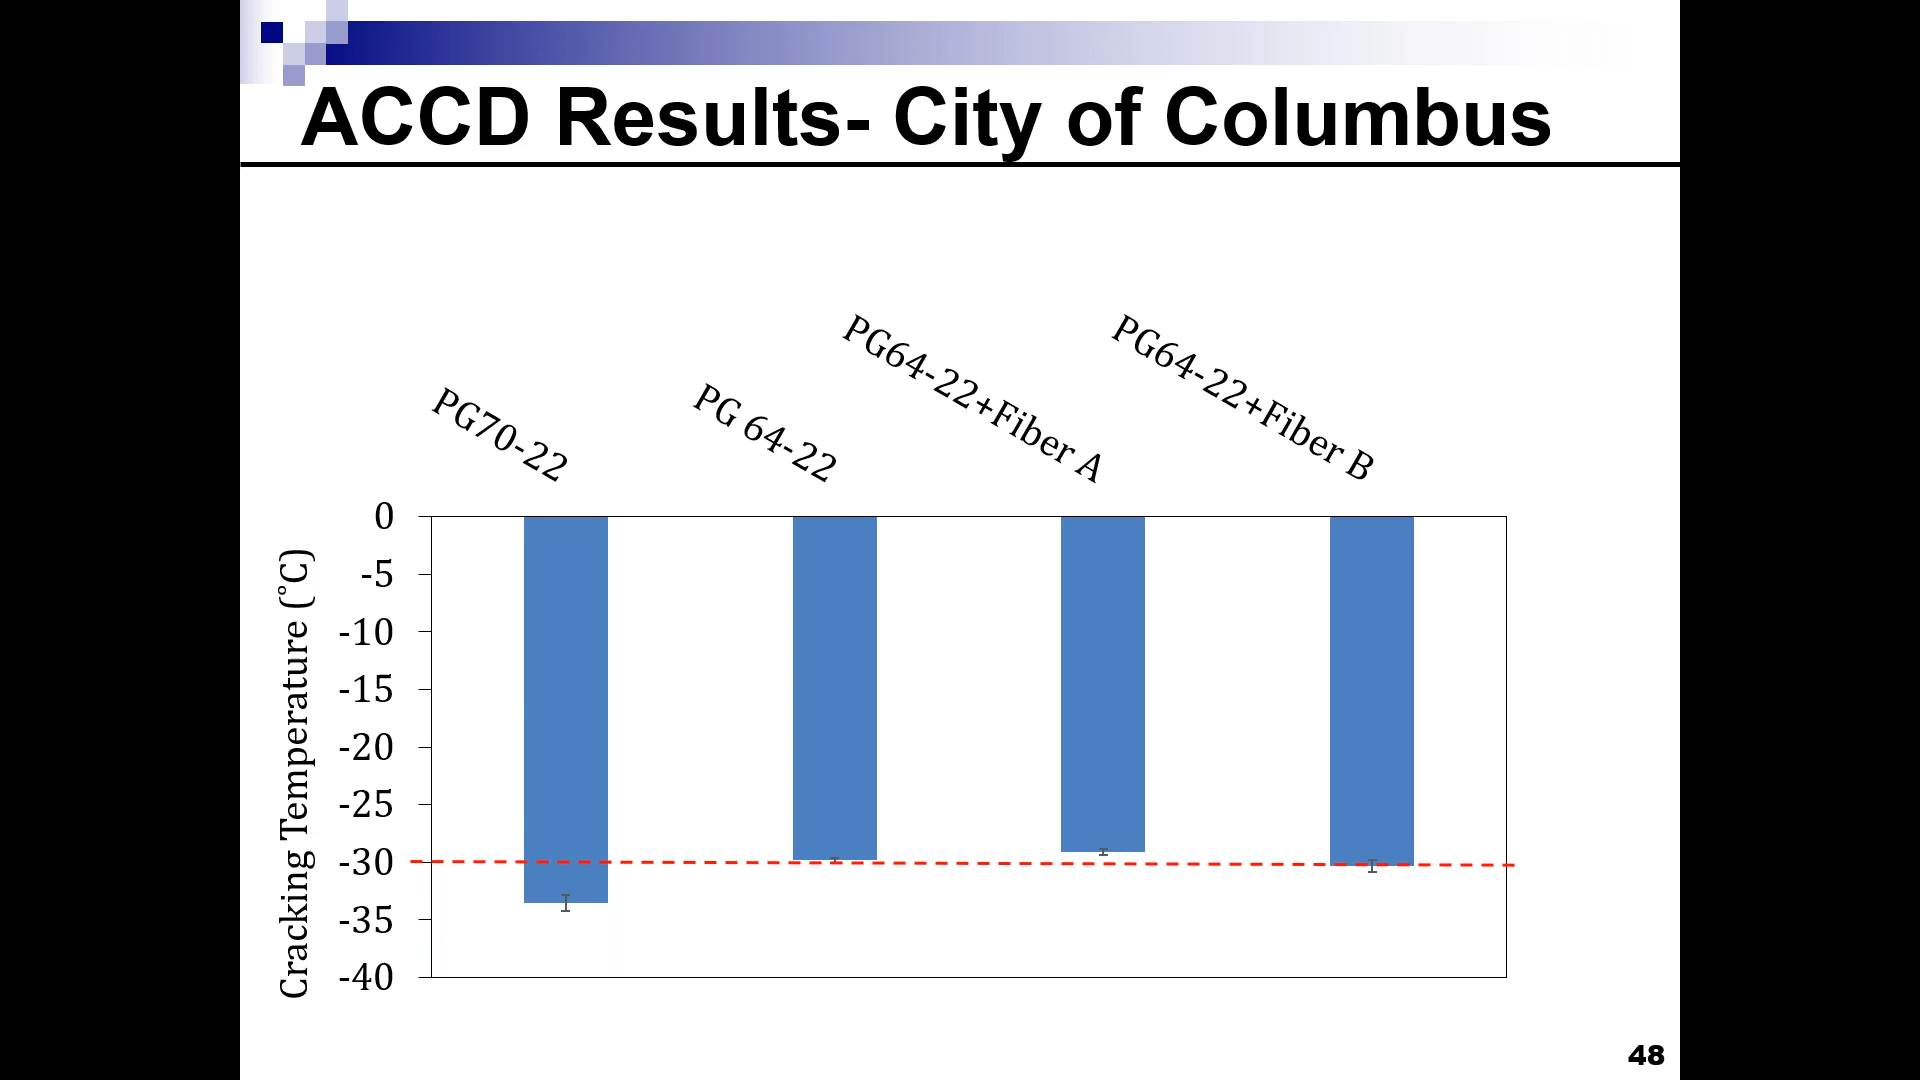 ACCD Results- City of Columbus
PG70-22
PG 64-22
PG64-22+Fiber A
PG64-22+Fiber B
Cracking Temperature (˚C)
0
-5
-10
-15
-20
-25
-30
-35
-40
48